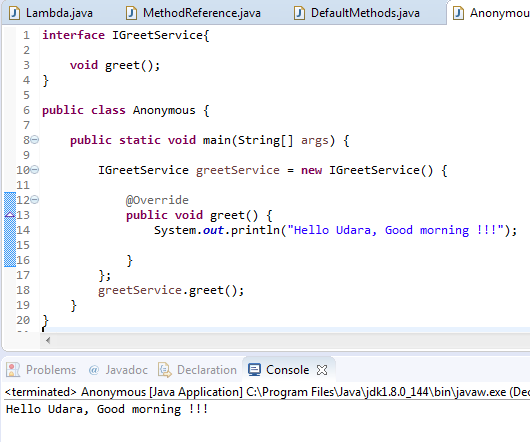 Lambda.java MethodReference.java DefaultMethods.java Anonymou
1 interface IGreetService{
2
3 void greet();
4 }
5
6 public class Anonymous {
7
8 public static void main(String[] args) {
9
10 IGreetService greetService = new IGreetService() {
11
12 @Override
13 public void greet() {
14 System.out.println("Hello Udara, Good morning !!!");
15
16 }
17 };
18 greetService.greet();
19 }
20 }
Problems @ Javadoc Declaration Console
<terminated> Anonymous [Java Application] C:\Program Files\Java\jdk1.8.0_144\bin\javaw.exe (Dec
Hello Udara, Good morning !!!